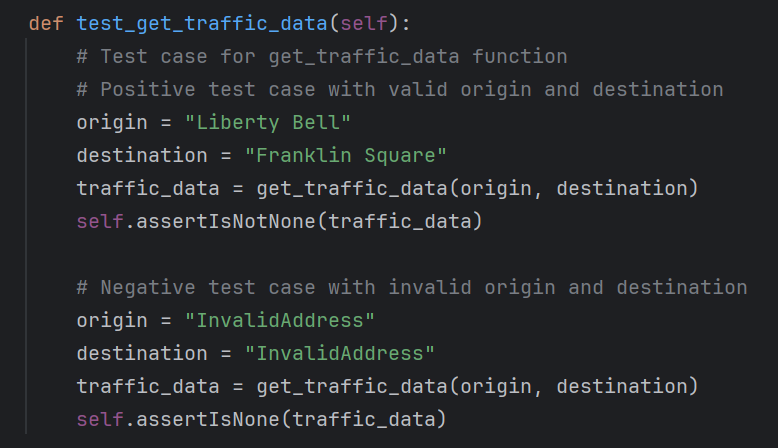 def test_get_traffic_data(self):
    # Test case for get_traffic_data function
    # Positive test case with valid origin and destination
    origin = "Liberty Bell"
    destination = "Franklin Square"
    traffic_data = get_traffic_data(origin, destination)
    self.assertIsNotNone(traffic_data)

    # Negative test case with invalid origin and destination
    origin = "InvalidAddress"
    destination = "InvalidAddress"
    traffic_data = get_traffic_data(origin, destination)
    self.assertIsNone(traffic_data)